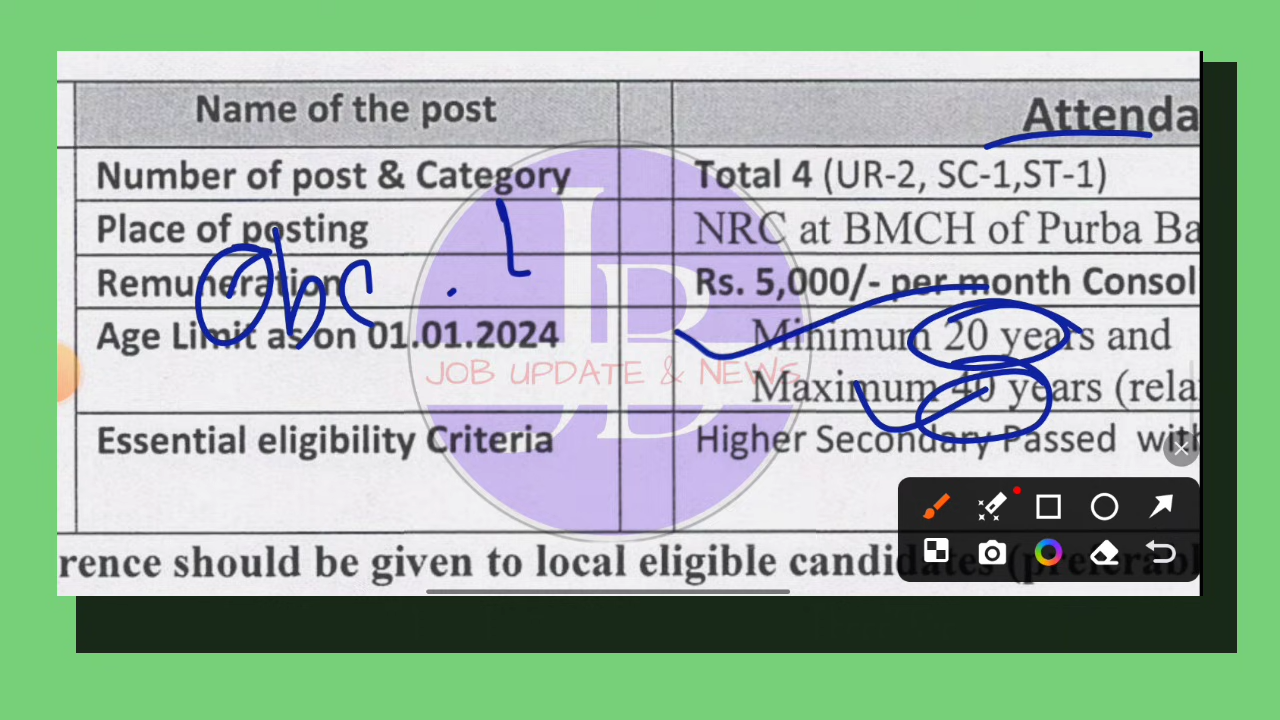 Name of the post Attenda
Number of post & Category Total 4 (UR-2, SC-1,ST-1)
Place of posting NRC at BMCH of Purba Ba
Remuneration Rs. 5,000/- per month Consol
Age Limit as on 01.01.2024 Minimum 20 years and
Maximum 40 years (rela
Essential eligibility Criteria Higher Secondary Passed with
rence should be given to local eligible candidates (preferabl
obc
JB
JOB UPDATE & NEWS